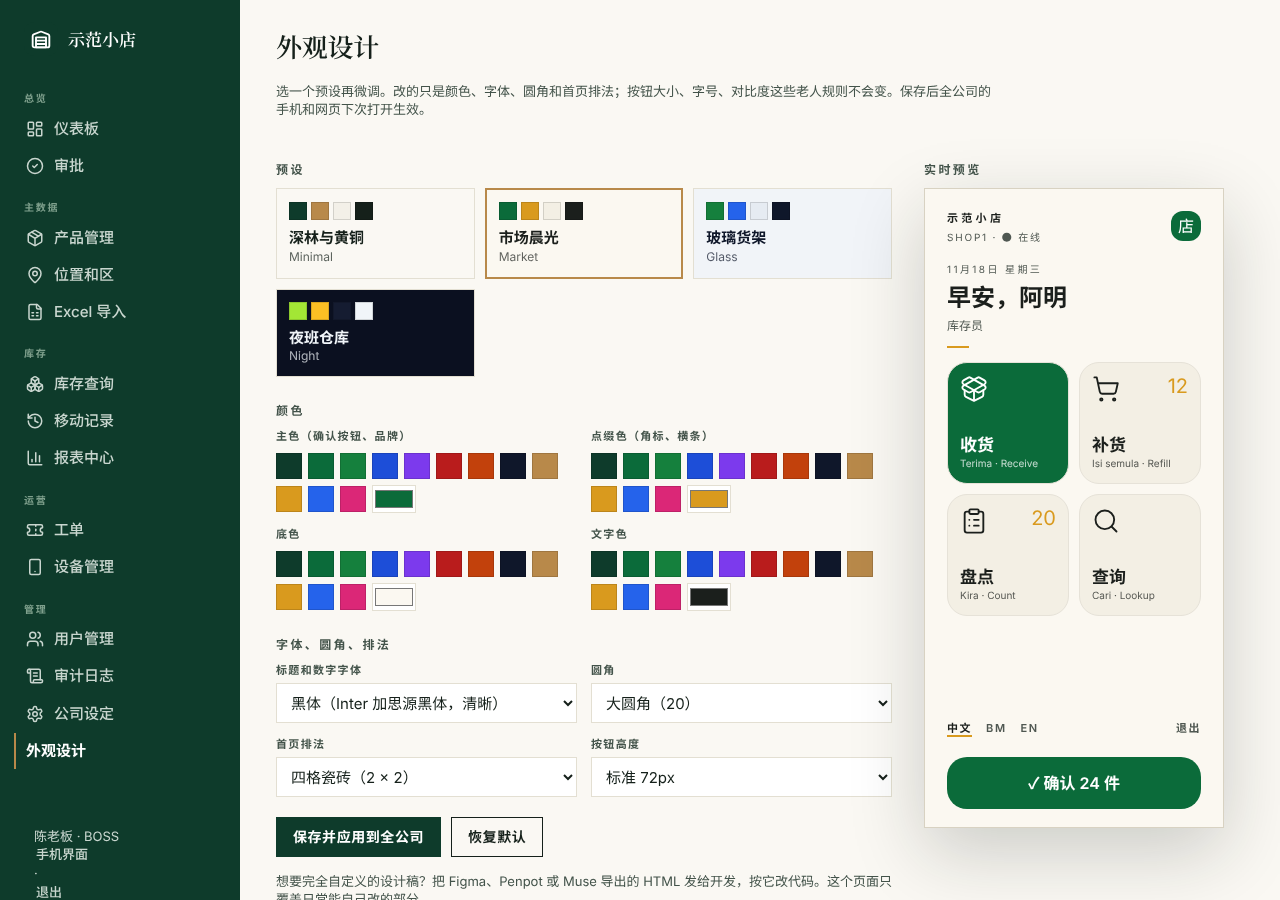 示范小店
总览
仪表板
审批
主数据
产品管理
位置和区
Excel 导入
库存
库存查询
移动记录
报表中心
运营
工单
设备管理
管理
用户管理
审计日志
公司设定
外观设计
陈老板 · BOSS
手机界面
·
退出
外观设计
选一个预设再微调。改的只是颜色、字体、圆角和首页排法；按钮大小、字号、对比度这些老人规则不会变。保存后全公司的
手机和网页下次打开生效。
预设
深林与黄铜
Minimal
市场晨光
Market
玻璃货架
Glass
夜班仓库
Night
颜色
主色（确认按钮、品牌）
点缀色（角标、横条）
底色
文字色
字体、圆角、排法
标题和数字字体
圆角
黑体（Inter 加思源黑体，清晰）
大圆角（20）
首页排法
按钮高度
四格瓷砖（2 × 2）
标准 72px
保存并应用到全公司
恢复默认
想要完全自定义的设计稿？把 Figma、Penpot 或 Muse 导出的 HTML 发给开发，按它改代码。这个页面只
覆盖日常能自己改的部分。
实时预览
示范小店
SHOP1 · ● 在线
店
11月18日 星期三
早安，阿明
库存员
收货
Terima · Receive
12
补货
Isi semula · Refill
20
盘点
Kira · Count
查询
Cari · Lookup
中文 BM EN
退出
✓ 确认 24 件